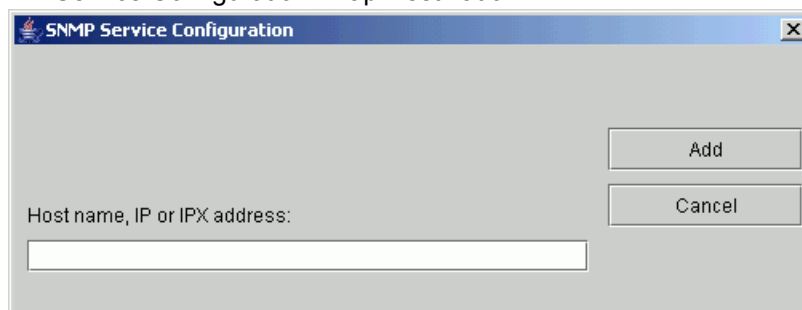 SNMP Service Configuration
Add
Cancel
Host name, IP or IPX address: